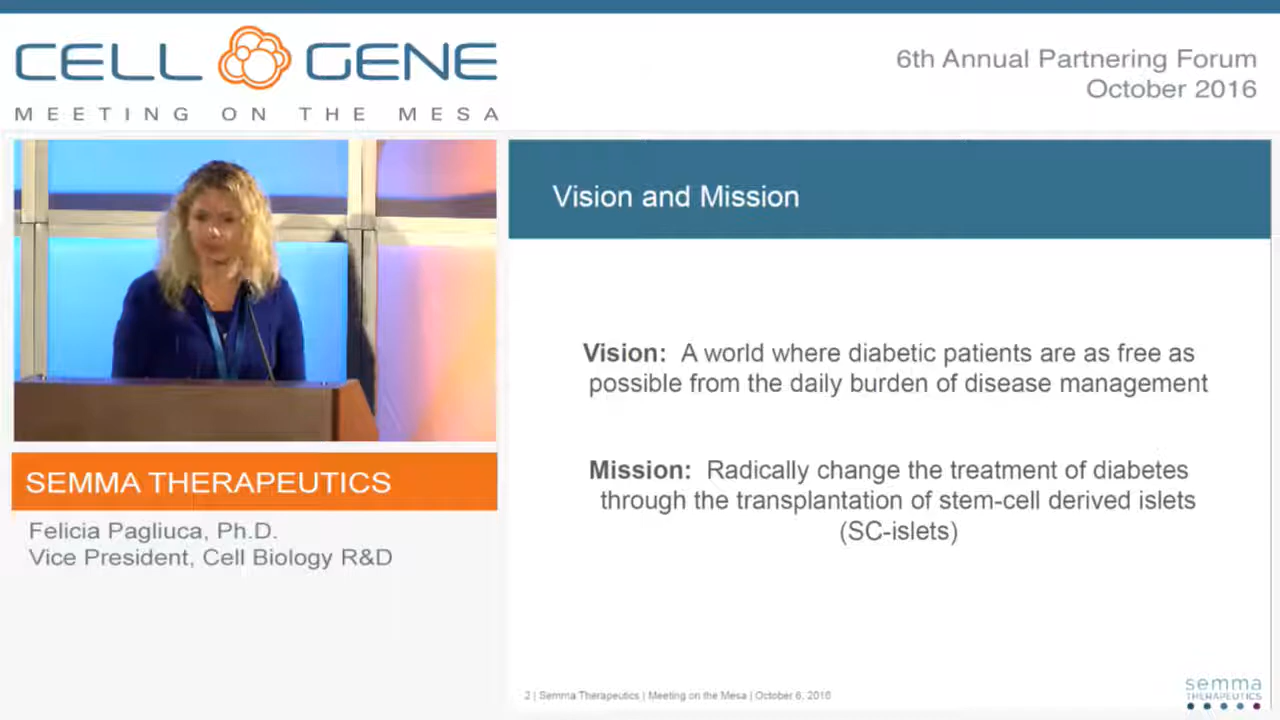 CELL GENE
MEETING ON THE MESA
6th Annual Partnering Forum
October 2016
Vision and Mission
Vision: A world where diabetic patients are as free as
possible from the daily burden of disease management
Mission: Radically change the treatment of diabetes
through the transplantation of stem-cell derived islets
(SC-islets)
SEMMA THERAPEUTICS
Felicia Pagliuca, Ph.D.
Vice President, Cell Biology R&D
2 | Semma Therapeutics | Meeting on the Mesa | October 6, 2016
semma
THERAPEUTICS